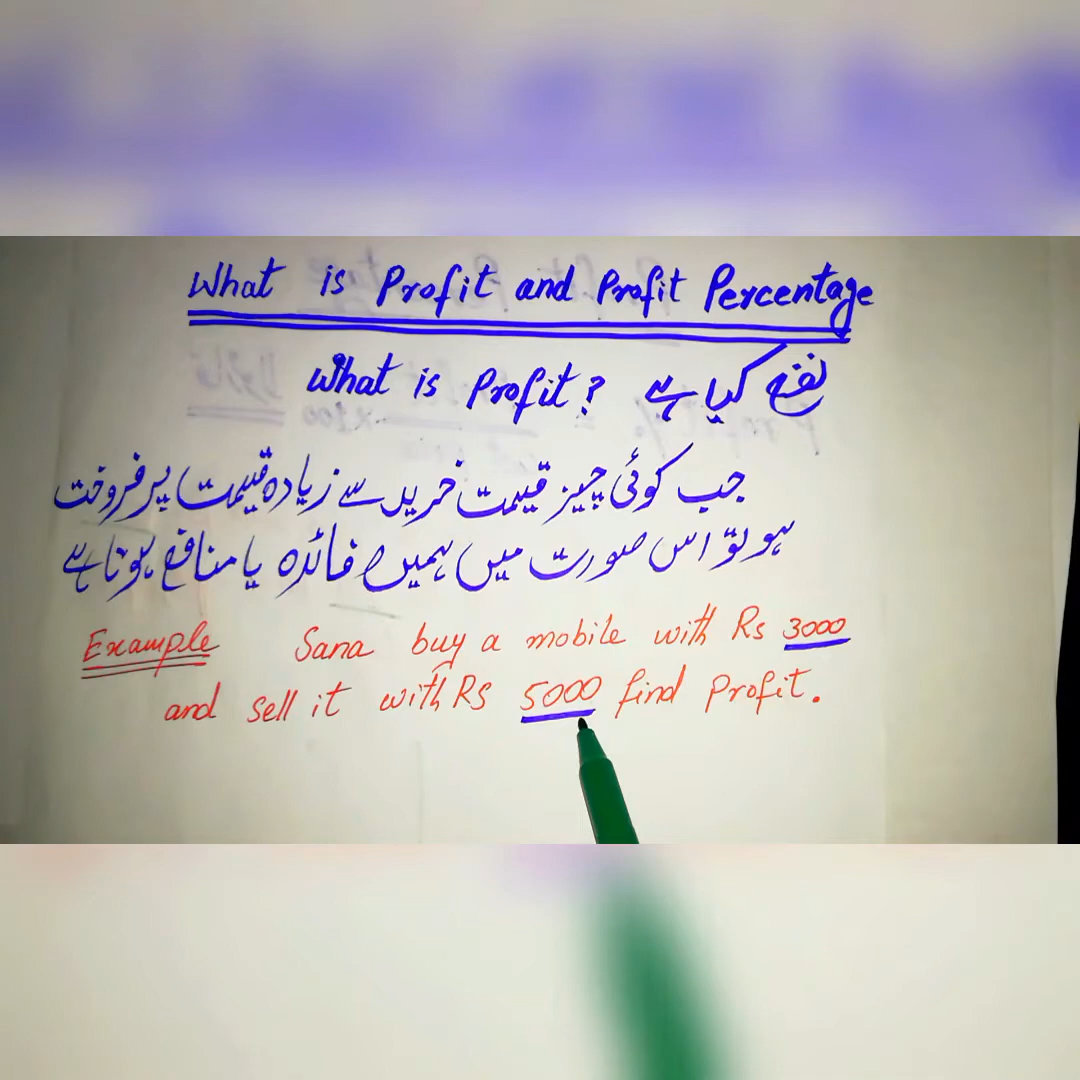 What is Profit and Profit Percentage
What is Profit? نفع کیا ہے
جب کوئی چیز قیمت خرید سے زیادہ قیمت پر فروخت
ہو تو اس صورت میں ہمیں فائدہ یا منافع ہوتا ہے
Example Sana buy a mobile with Rs 3000
and sell it with Rs 5000 find Profit.